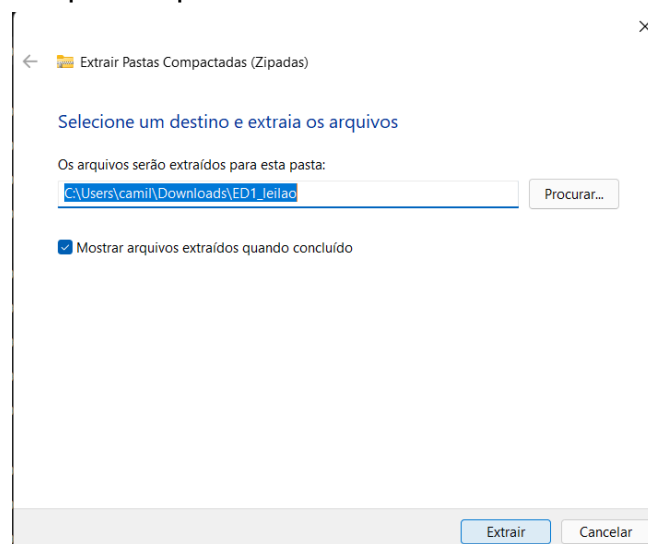 Extrair Pastas Compactadas (Zipadas)
Selecione um destino e extraia os arquivos
Os arquivos serão extraídos para esta pasta:
C:\Users\camil\Downloads\ED1_leilao
Procurar...
Mostrar arquivos extraídos quando concluído
Extrair
Cancelar